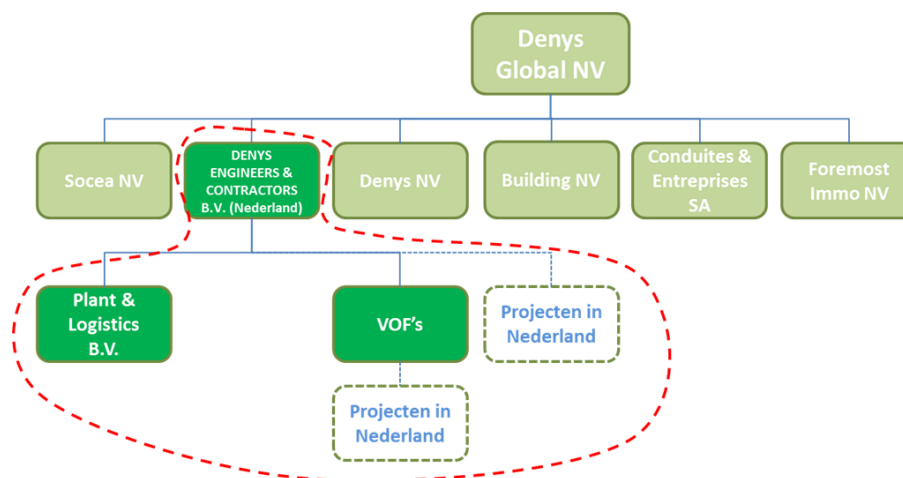 Denys
Global NV
Socea NV
DENYS
ENGINEERS &
CONTRACTORS
B.V. (Nederland)
Denys NV
Building NV
Conduites &
Entreprises
SA
Foremost
Immo NV
Plant &
Logistics
B.V.
VOF's
Projecten in
Nederland
Projecten in
Nederland